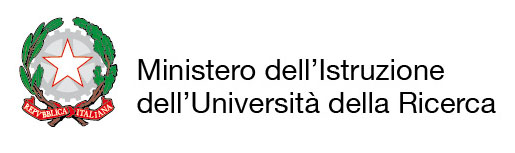 Ministero dell'Istruzione
dell'Università della Ricerca
REPVBBLICA ITALIANA